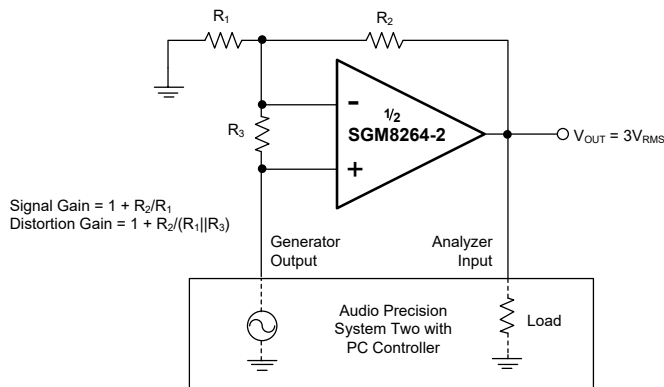 R1
R2
-
1/2
SGM8264-2
R3
+
VOUT = 3VRMS
Signal Gain = 1 + R2/R1
Distortion Gain = 1 + R2/(R1||R3)
Generator
Output
Analyzer
Input
Audio Precision
System Two with
PC Controller
Load